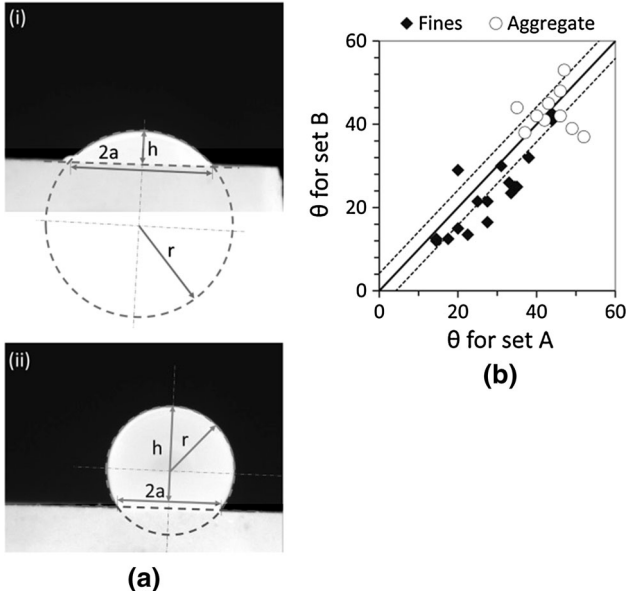 (i)
h
2a
r
(ii)
h
r
2a
(a)
Fines Aggregate
60
40
20
0
0 20 40 60
θ for set B
θ for set A
(b)